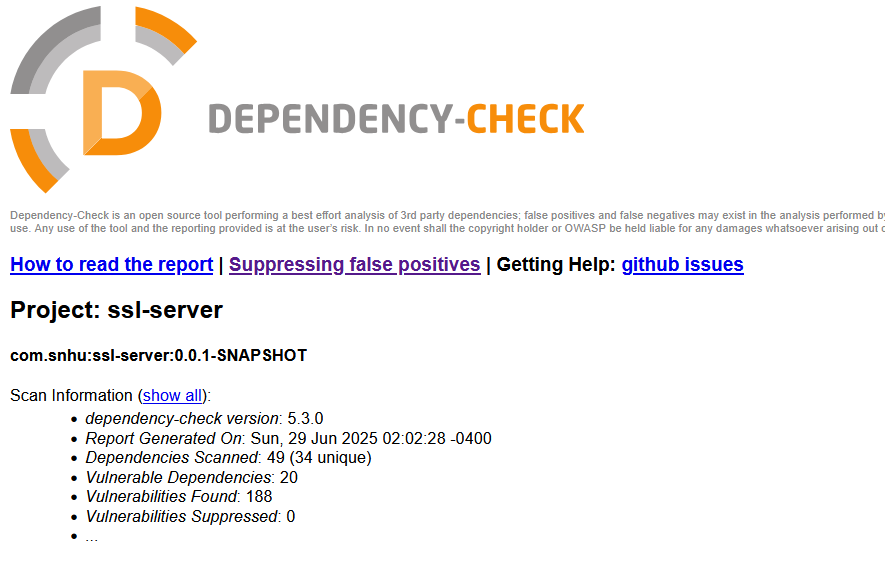 DEPENDENCY-CHECK
Dependency-Check is an open source tool performing a best effort analysis of 3rd party dependencies; false positives and false negatives may exist in the analysis performed by
use. Any use of the tool and the reporting provided is at the user's risk. In no event shall the copyright holder or OWASP be held liable for any damages whatsoever arising out
How to read the report | Suppressing false positives | Getting Help: github issues
Project: ssl-server
com.snhu:ssl-server:0.0.1-SNAPSHOT
Scan Information (show all):
• dependency-check version: 5.3.0
• Report Generated On: Sun, 29 Jun 2025 02:02:28 -0400
• Dependencies Scanned: 49 (34 unique)
• Vulnerable Dependencies: 20
• Vulnerabilities Found: 188
• Vulnerabilities Suppressed: 0
• ...